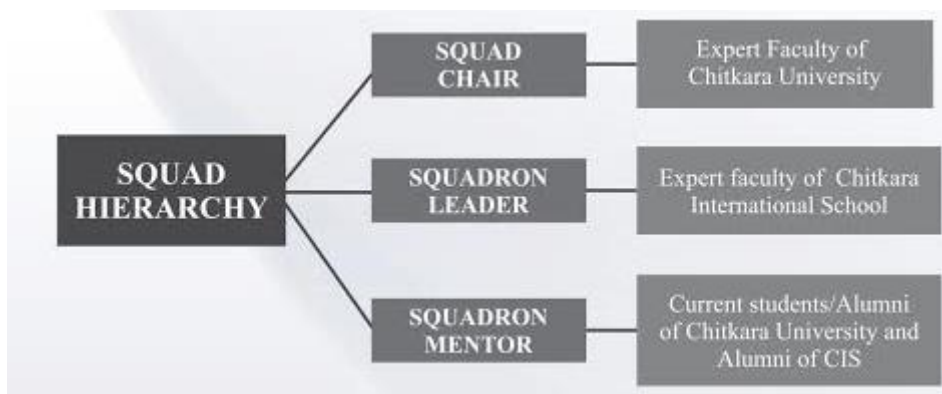 SQUAD
HIERARCHY
SQUAD
CHAIR
Expert Faculty of
Chitkara University
SQUADRON
LEADER
Expert faculty of Chitkara
International School
SQUADRON
MENTOR
Current students/Alumni
of Chitkara University and
Alumni of CIS